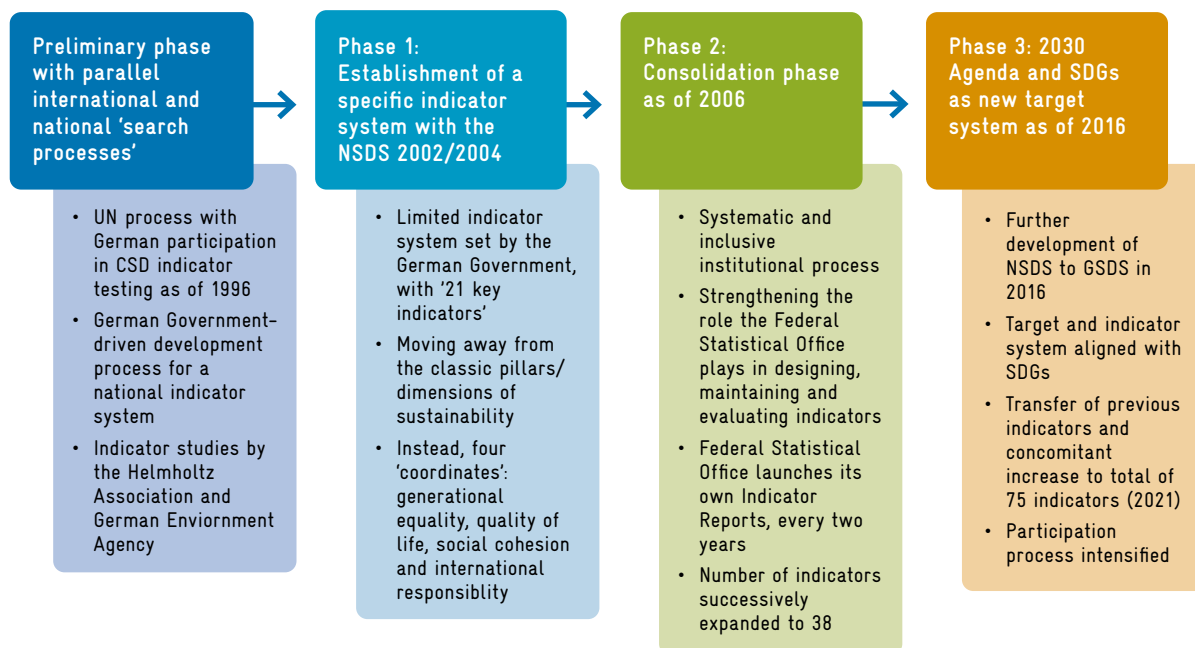 Preliminary phase
with parallel
international and
national ‘search
processes’
• UN process with
German participation
in CSD indicator
testing as of 1996
• German Government-
driven development
process for a
national indicator
system
• Indicator studies by
the Helmholtz
Association and
German Enviornment
Agency
Phase 1:
Establishment of a
specific indicator
system with the
NSDS 2002/2004
• Limited indicator
system set by the
German Government,
with ‘21 key
indicators’
• Moving away from
the classic pillars/
dimensions of
sustainability
• Instead, four
‘coordinates’:
generational
equality, quality of
life, social cohesion
and international
responsiblity
Phase 2:
Consolidation phase
as of 2006
• Systematic and
inclusive
institutional process
• Strengthening the
role the Federal
Statistical Office
plays in designing,
maintaining and
evaluating indicators
• Federal Statistical
Office launches its
own Indicator
Reports, every two
years
• Number of indicators
successively
expanded to 38
Phase 3: 2030
Agenda and SDGs
as new target
system as of 2016
• Further
development of
NSDS to GSDS in
2016
• Target and indicator
system aligned with
SDGs
• Transfer of previous
indicators and
concomitant
increase to total of
75 indicators (2021)
• Participation
process intensified